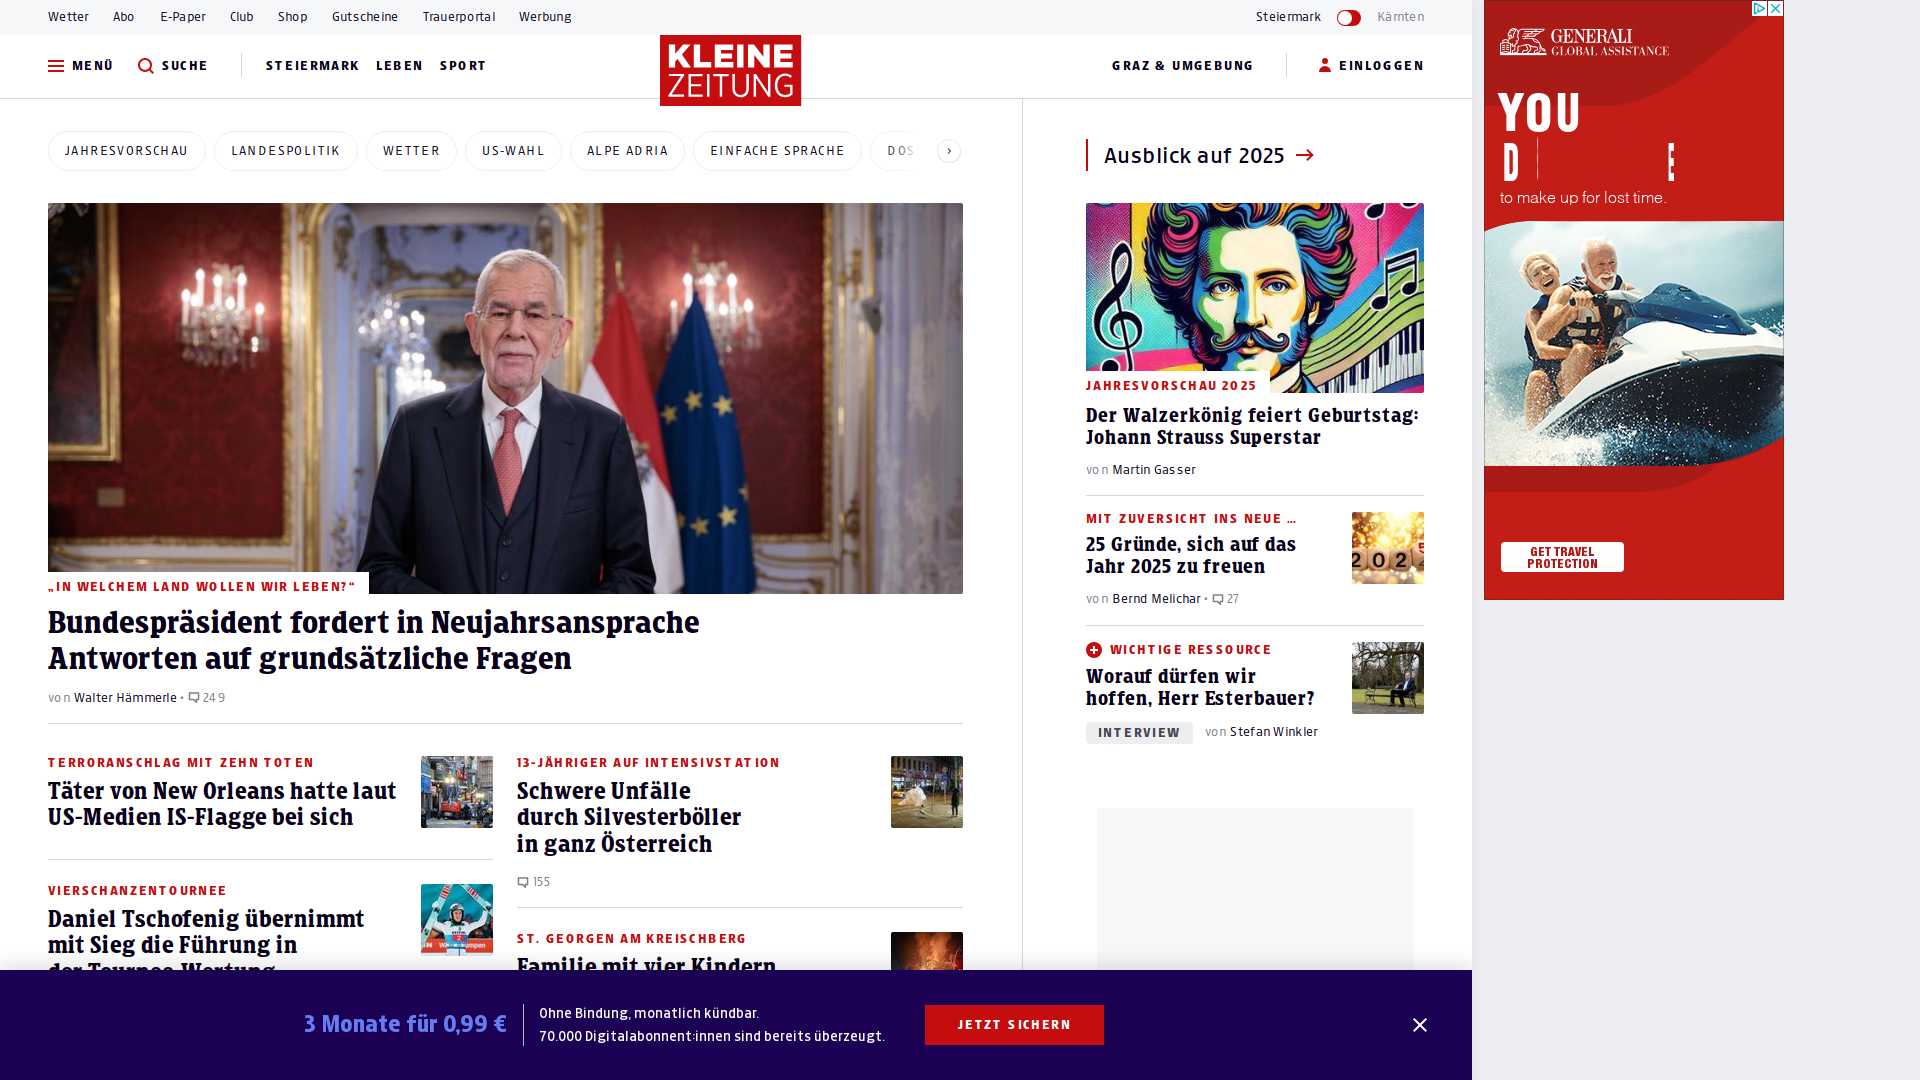 Wetter
Abo
E-Paper
Club
Shop
Gutscheine
Trauerportal
Werbung
Steiermark
Kärnten
MENÜ
SUCHE
STEIERMARK
LEBEN
SPORT
KLEINE
ZEITUNG
GRAZ & UMGEBUNG
EINLOGGEN
JAHRESVORSCHAU
LANDESPOLITIK
WETTER
US-WAHL
ALPE ADRIA
EINFACHE SPRACHE
DOS
„IN WELCHEM LAND WOLLEN WIR LEBEN?“
Bundespräsident fordert in Neujahrsansprache
Antworten auf grundsätzliche Fragen
von Walter Hämmerle • 249
TERRORANSCHLAG MIT ZEHN TOTEN
Täter von New Orleans hatte laut
US-Medien IS-Flagge bei sich
VIERSCHANZENTOURNEE
Daniel Tschofenig übernimmt
mit Sieg die Führung in
der Tournee-Wertung
13-JÄHRIGER AUF INTENSIVSTATION
Schwere Unfälle
durch Silvesterböller
in ganz Österreich
155
ST. GEORGEN AM KREISCHBERG
Familie mit vier Kindern
Ausblick auf 2025
JAHRESVORSCHAU 2025
Der Walzerkönig feiert Geburtstag:
Johann Strauss Superstar
von Martin Gasser
MIT ZUVERSICHT INS NEUE ...
25 Gründe, sich auf das
Jahr 2025 zu freuen
von Bernd Melichar • 27
WICHTIGE RESSOURCE
Worauf dürfen wir
hoffen, Herr Esterbauer?
INTERVIEW
von Stefan Winkler
GENERALI
GLOBAL ASSISTANCE
YOU
D E
to make up for lost time.
GET TRAVEL
PROTECTION
3 Monate für 0,99 €
Ohne Bindung, monatlich kündbar.
70.000 Digitalabonnent:innen sind bereits überzeugt.
JETZT SICHERN